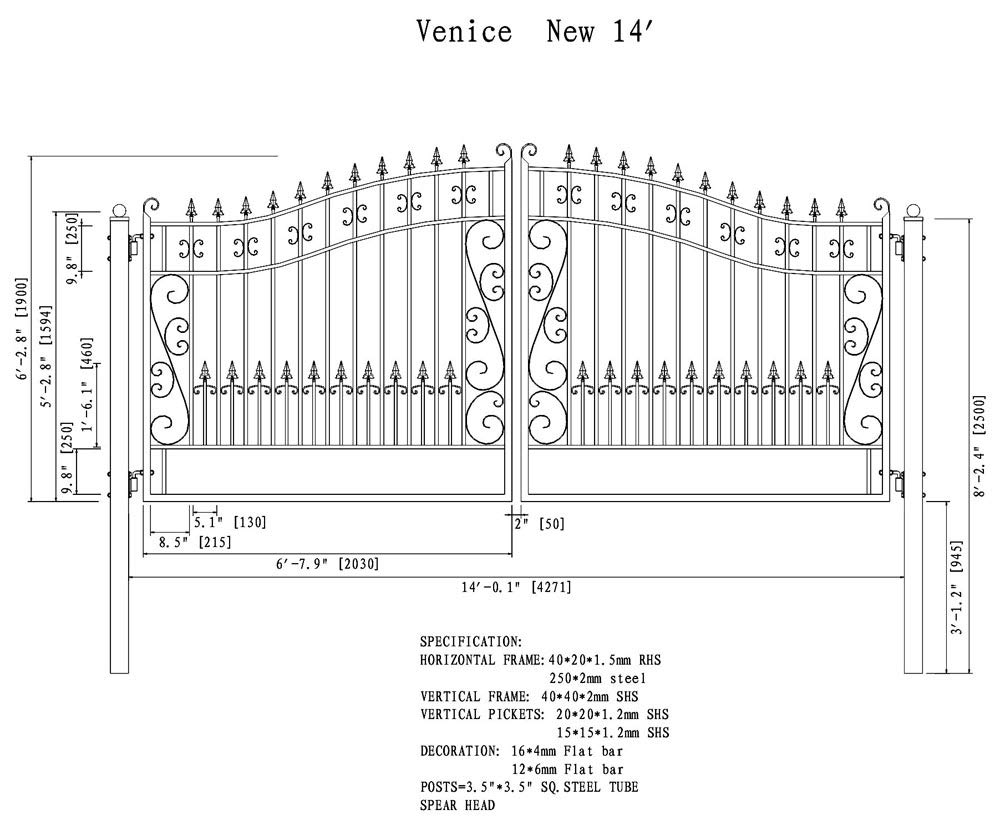 Venice New 14'
6'-2.8" [1900]
5'-2.8" [1594]
9.8" [250]
1'-6.1" [460]
9.8" [250]
5.1" [130]
8.5" [215]
2" [50]
6'-7.9" [2030]
14'-0.1" [4271]
8'-2.4" [2500]
3'-1.2" [945]
SPECIFICATION:
HORIZONTAL FRAME: 40*20*1.5mm RHS
250*2mm steel
VERTICAL FRAME: 40*40*2mm SHS
VERTICAL PICKETS: 20*20*1.2mm SHS
15*15*1.2mm SHS
DECORATION: 16*4mm Flat bar
12*6mm Flat bar
POSTS=3.5"*3.5" SQ.STEEL TUBE
SPEAR HEAD